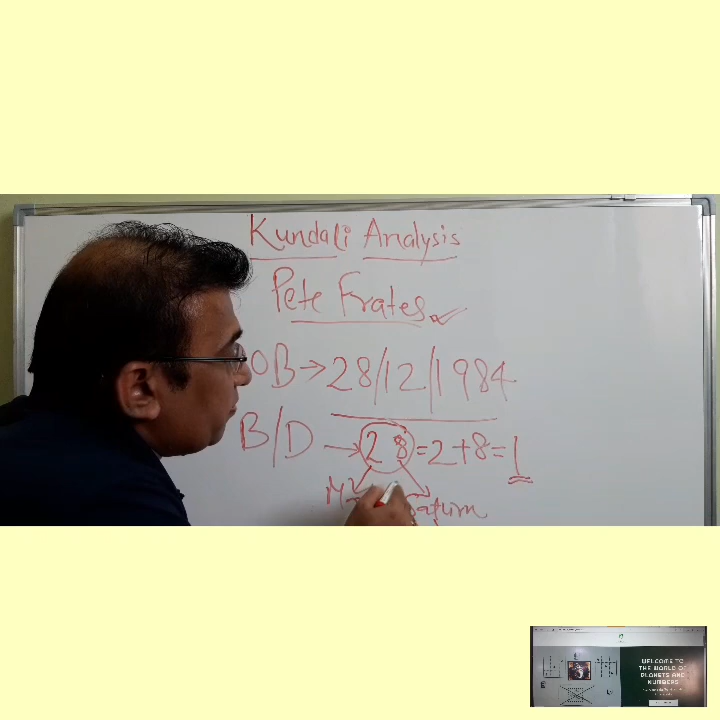 Kundali Analysis
Pete Frates
OB → 28/12/1984
B/D → 28 = 2+8 = 1
M Saturn
WELCOME TO
THE WORLD OF
PLANETS AND
NUMBERS